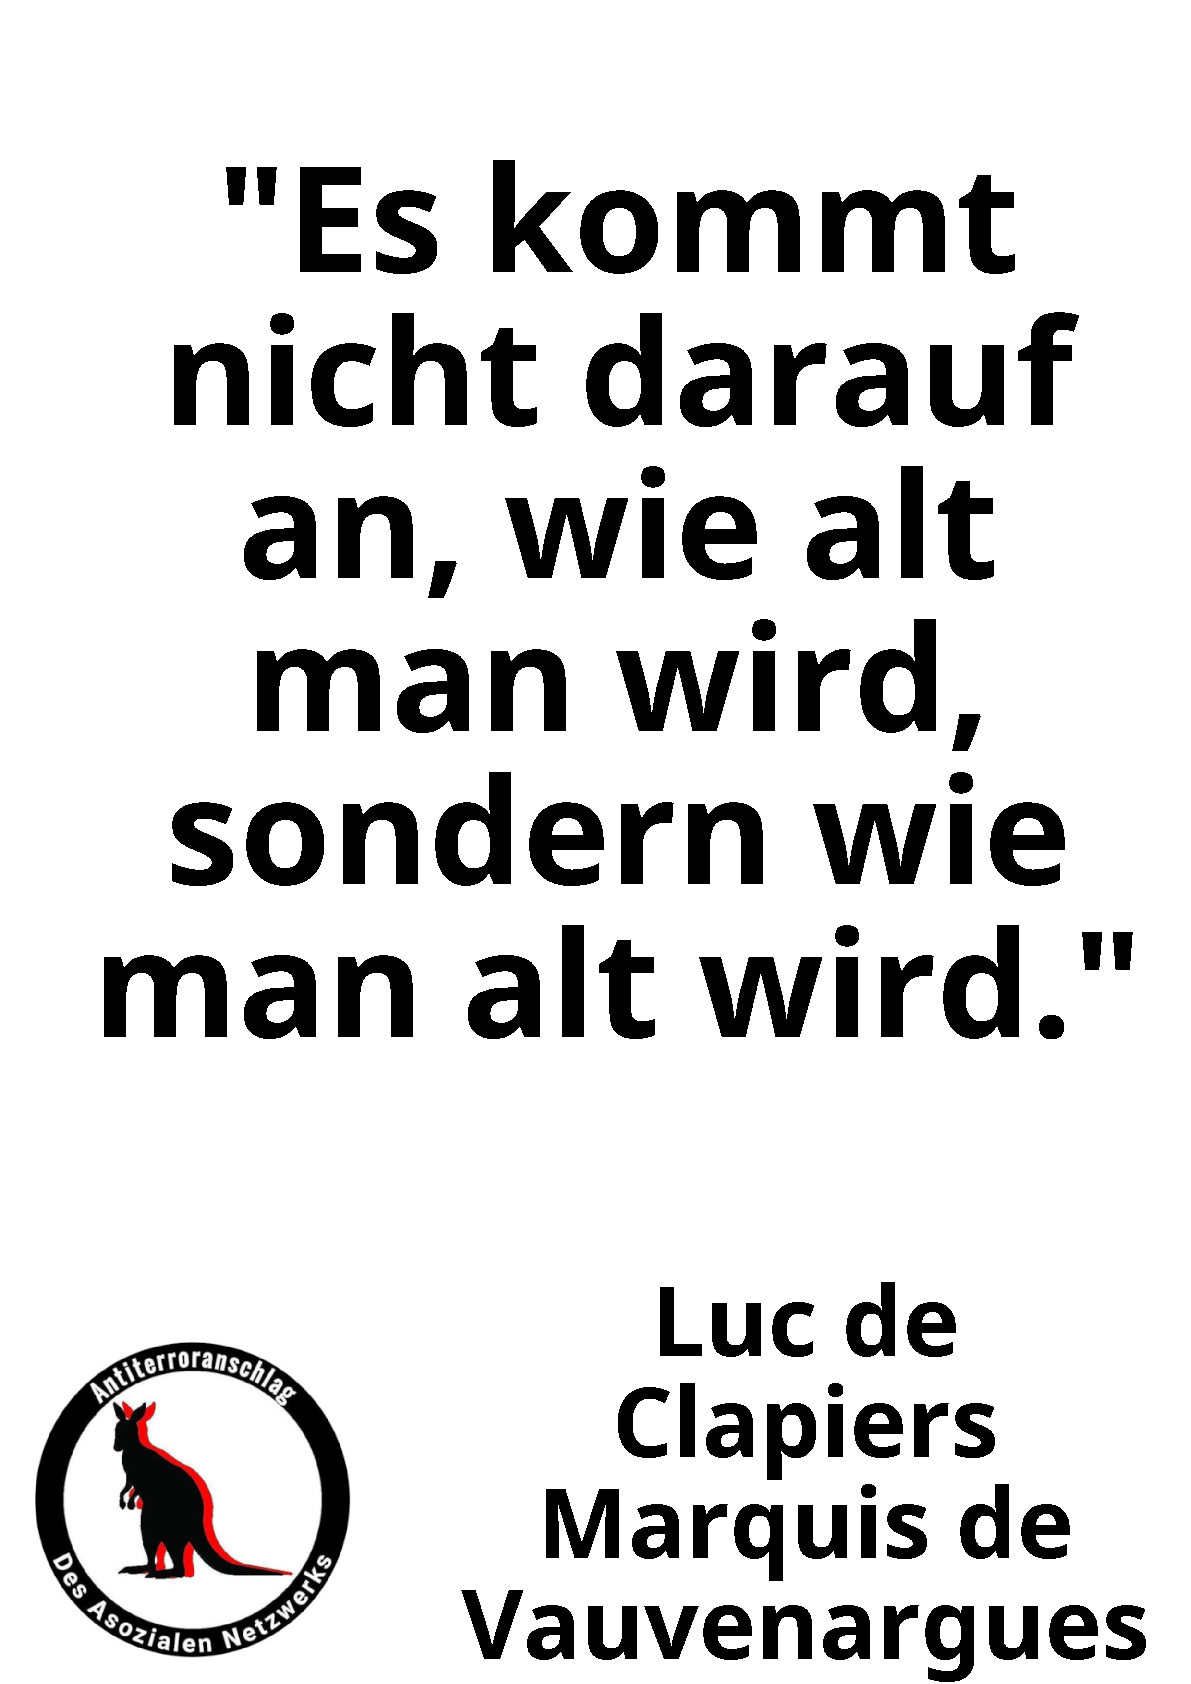 "Es kommt
nicht darauf
an, wie alt
man wird,
sondern wie
man alt wird."
Luc de
Clapiers
Marquis de
Vauvenargues
Antiterroranschlag
Des Asozialen Netzwerks